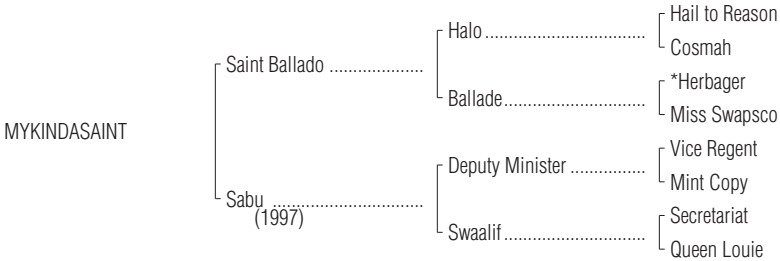 Hail to Reason
Halo ..................................
Cosmah
Saint Ballado ....................
*Herbager
Ballade..............................
Miss Swapsco
MYKINDASAINT
Vice Regent
Deputy Minister ................
Mint Copy
Sabu ................................
(1997)
Secretariat
Swaalif..............................
Queen Louie